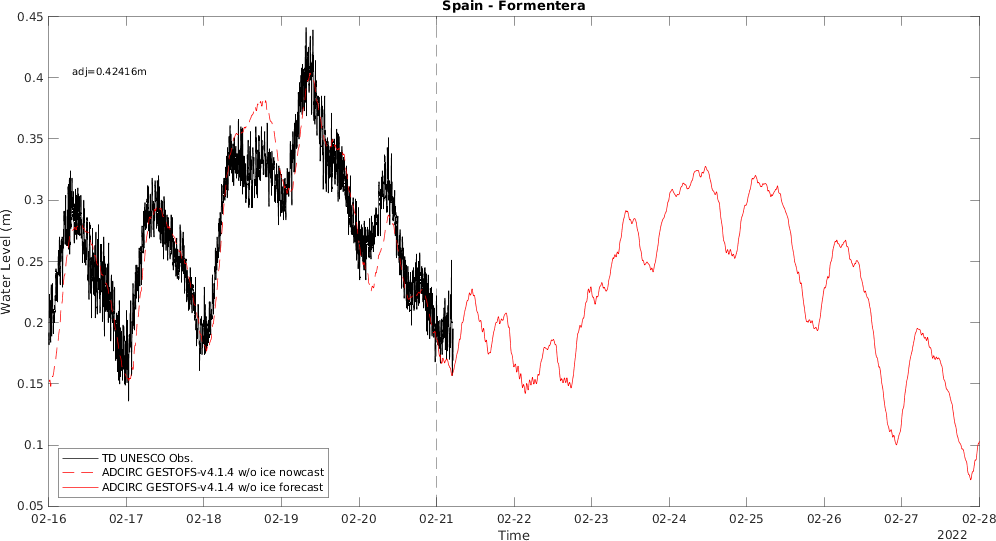 Spain - Formentera
0.45
0.4
0.35
0.3
0.25
0.2
0.15
0.1
0.05
Water Level (m)
adj=0.42416m
TD UNESCO Obs.
ADCIRC GESTOFS-v4.1.4 w/o ice nowcast
ADCIRC GESTOFS-v4.1.4 w/o ice forecast
02-16 02-17 02-18 02-19 02-20 02-21 02-22 02-23 02-24 02-25 02-26 02-27 02-28
Time
2022